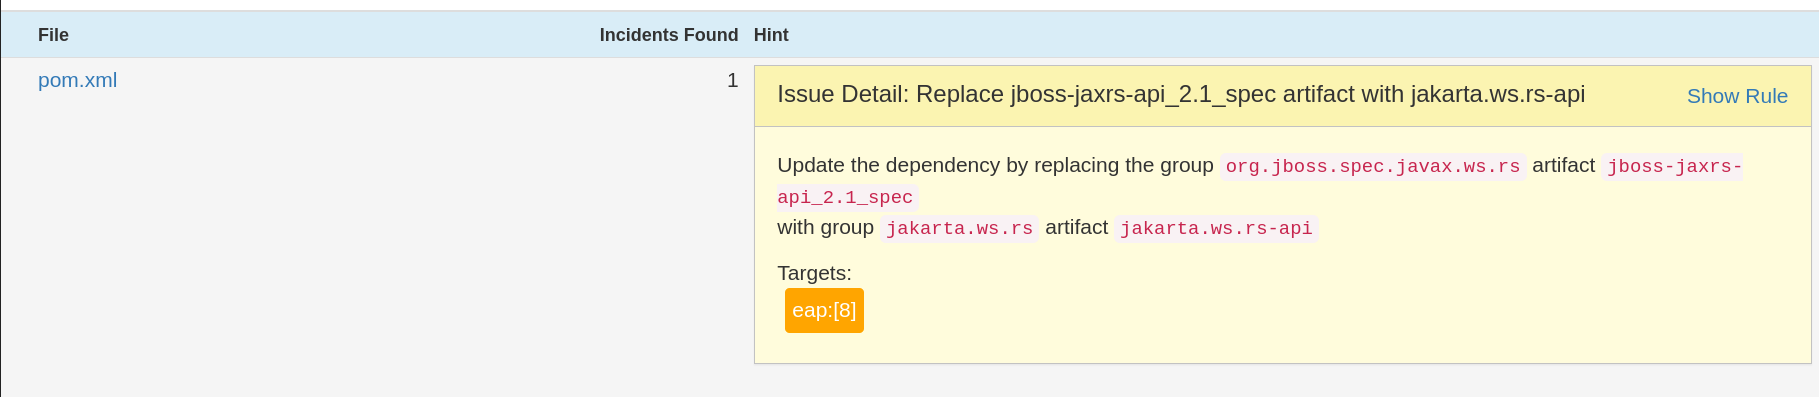 File Incidents Found Hint
pom.xml 1 Issue Detail: Replace jboss-jaxrs-api_2.1_spec artifact with jakarta.ws.rs-api Show Rule
Update the dependency by replacing the group org.jboss.spec.javax.ws.rs artifact jboss-jaxrs-
api_2.1_spec
with group jakarta.ws.rs artifact jakarta.ws.rs-api
Targets:
eap:[8]